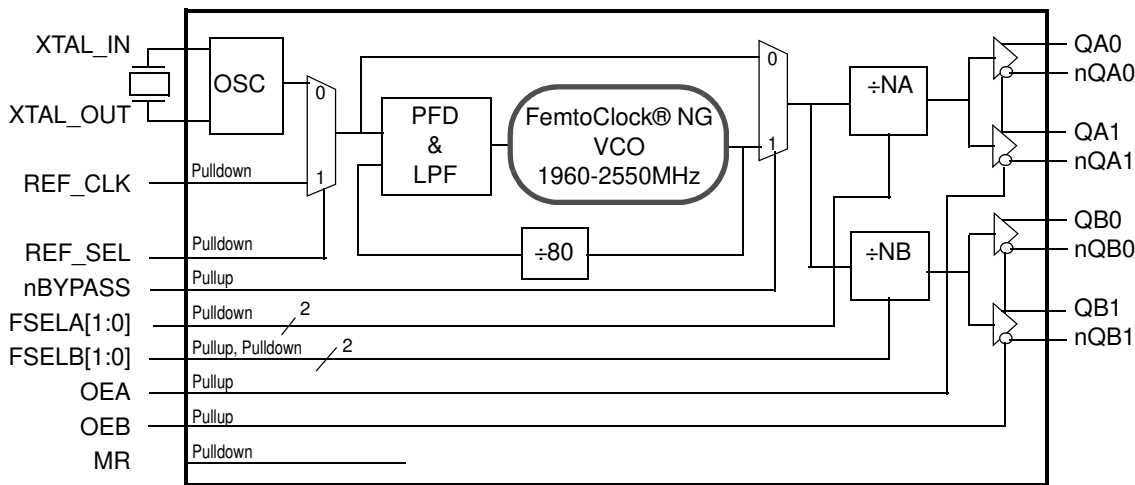 XTAL_IN
XTAL_OUT
OSC
0
1
REF_CLK
Pulldown
REF_SEL
Pulldown
nBYPASS
Pullup
FSELA[1:0]
Pulldown
2
FSELB[1:0]
Pullup, Pulldown
2
OEA
Pullup
OEB
Pullup
MR
Pulldown
PFD
&
LPF
FemtoClock® NG
VCO
1960-2550MHz
÷80
0
1
÷NA
÷NB
QA0
nQA0
QA1
nQA1
QB0
nQB0
QB1
nQB1